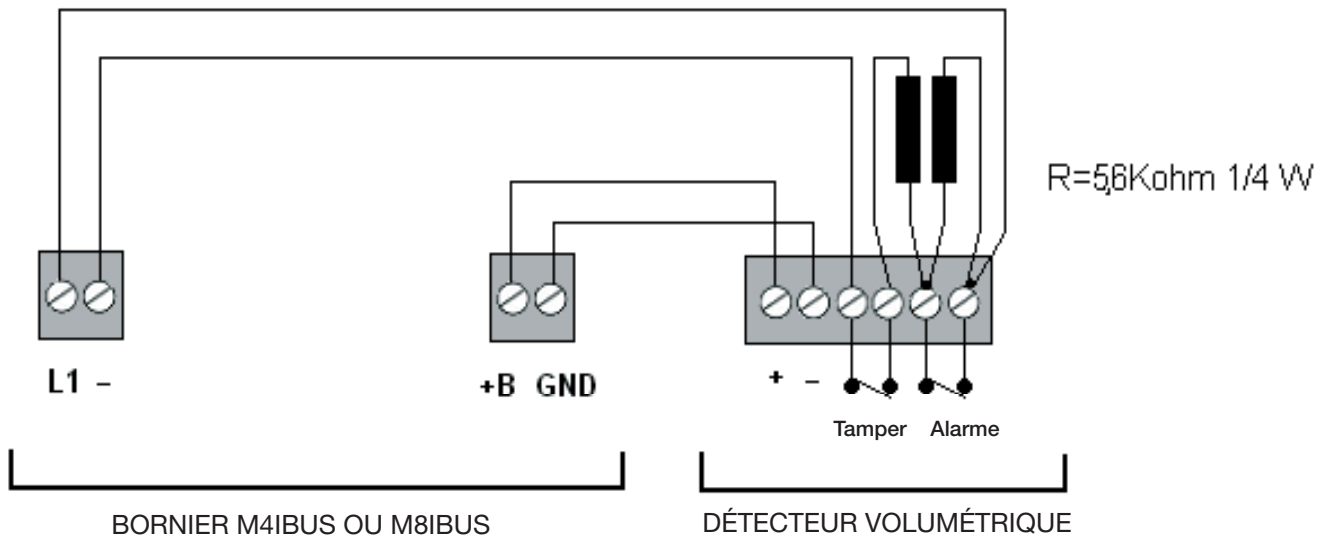 R=5,6Kohm 1/4 W
L1 -
+B GND
+ -
Tamper Alarme
BORNIER M4IBUS OU M8IBUS
DÉTECTEUR VOLUMÉTRIQUE